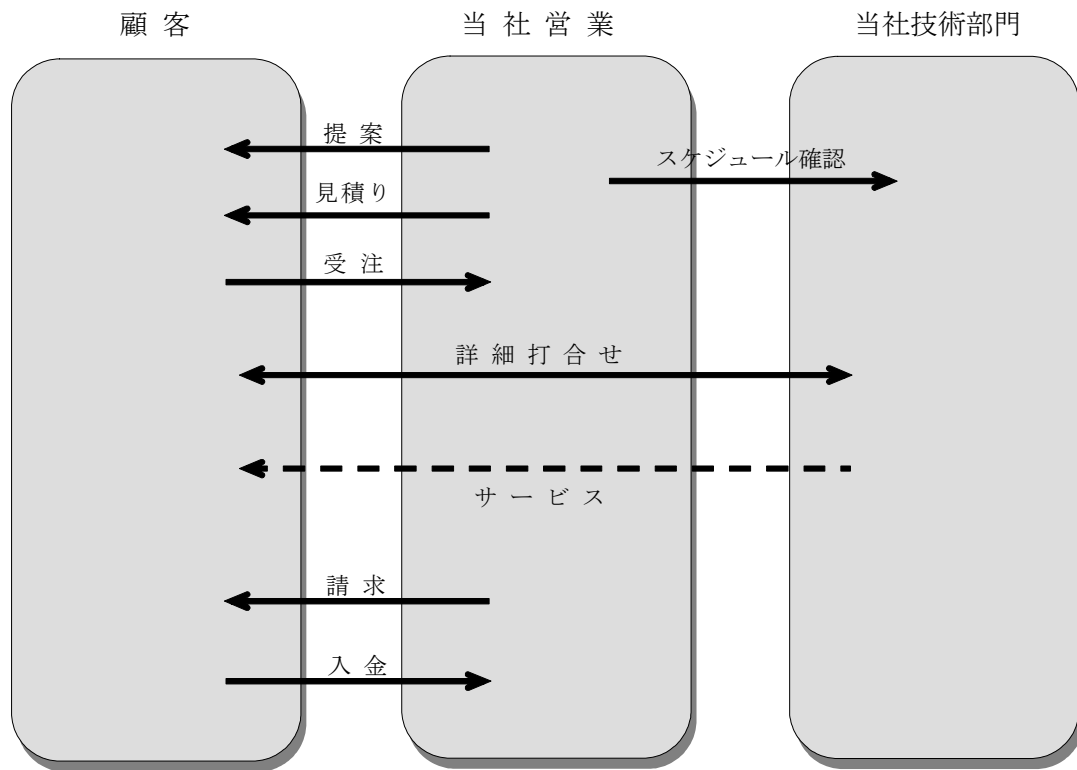 顧 客
当 社 営 業
当社技術部門
提 案
スケジュール確認
見積り
受 注
詳 細 打 合 せ
サ ー ビ ス
請 求
入 金